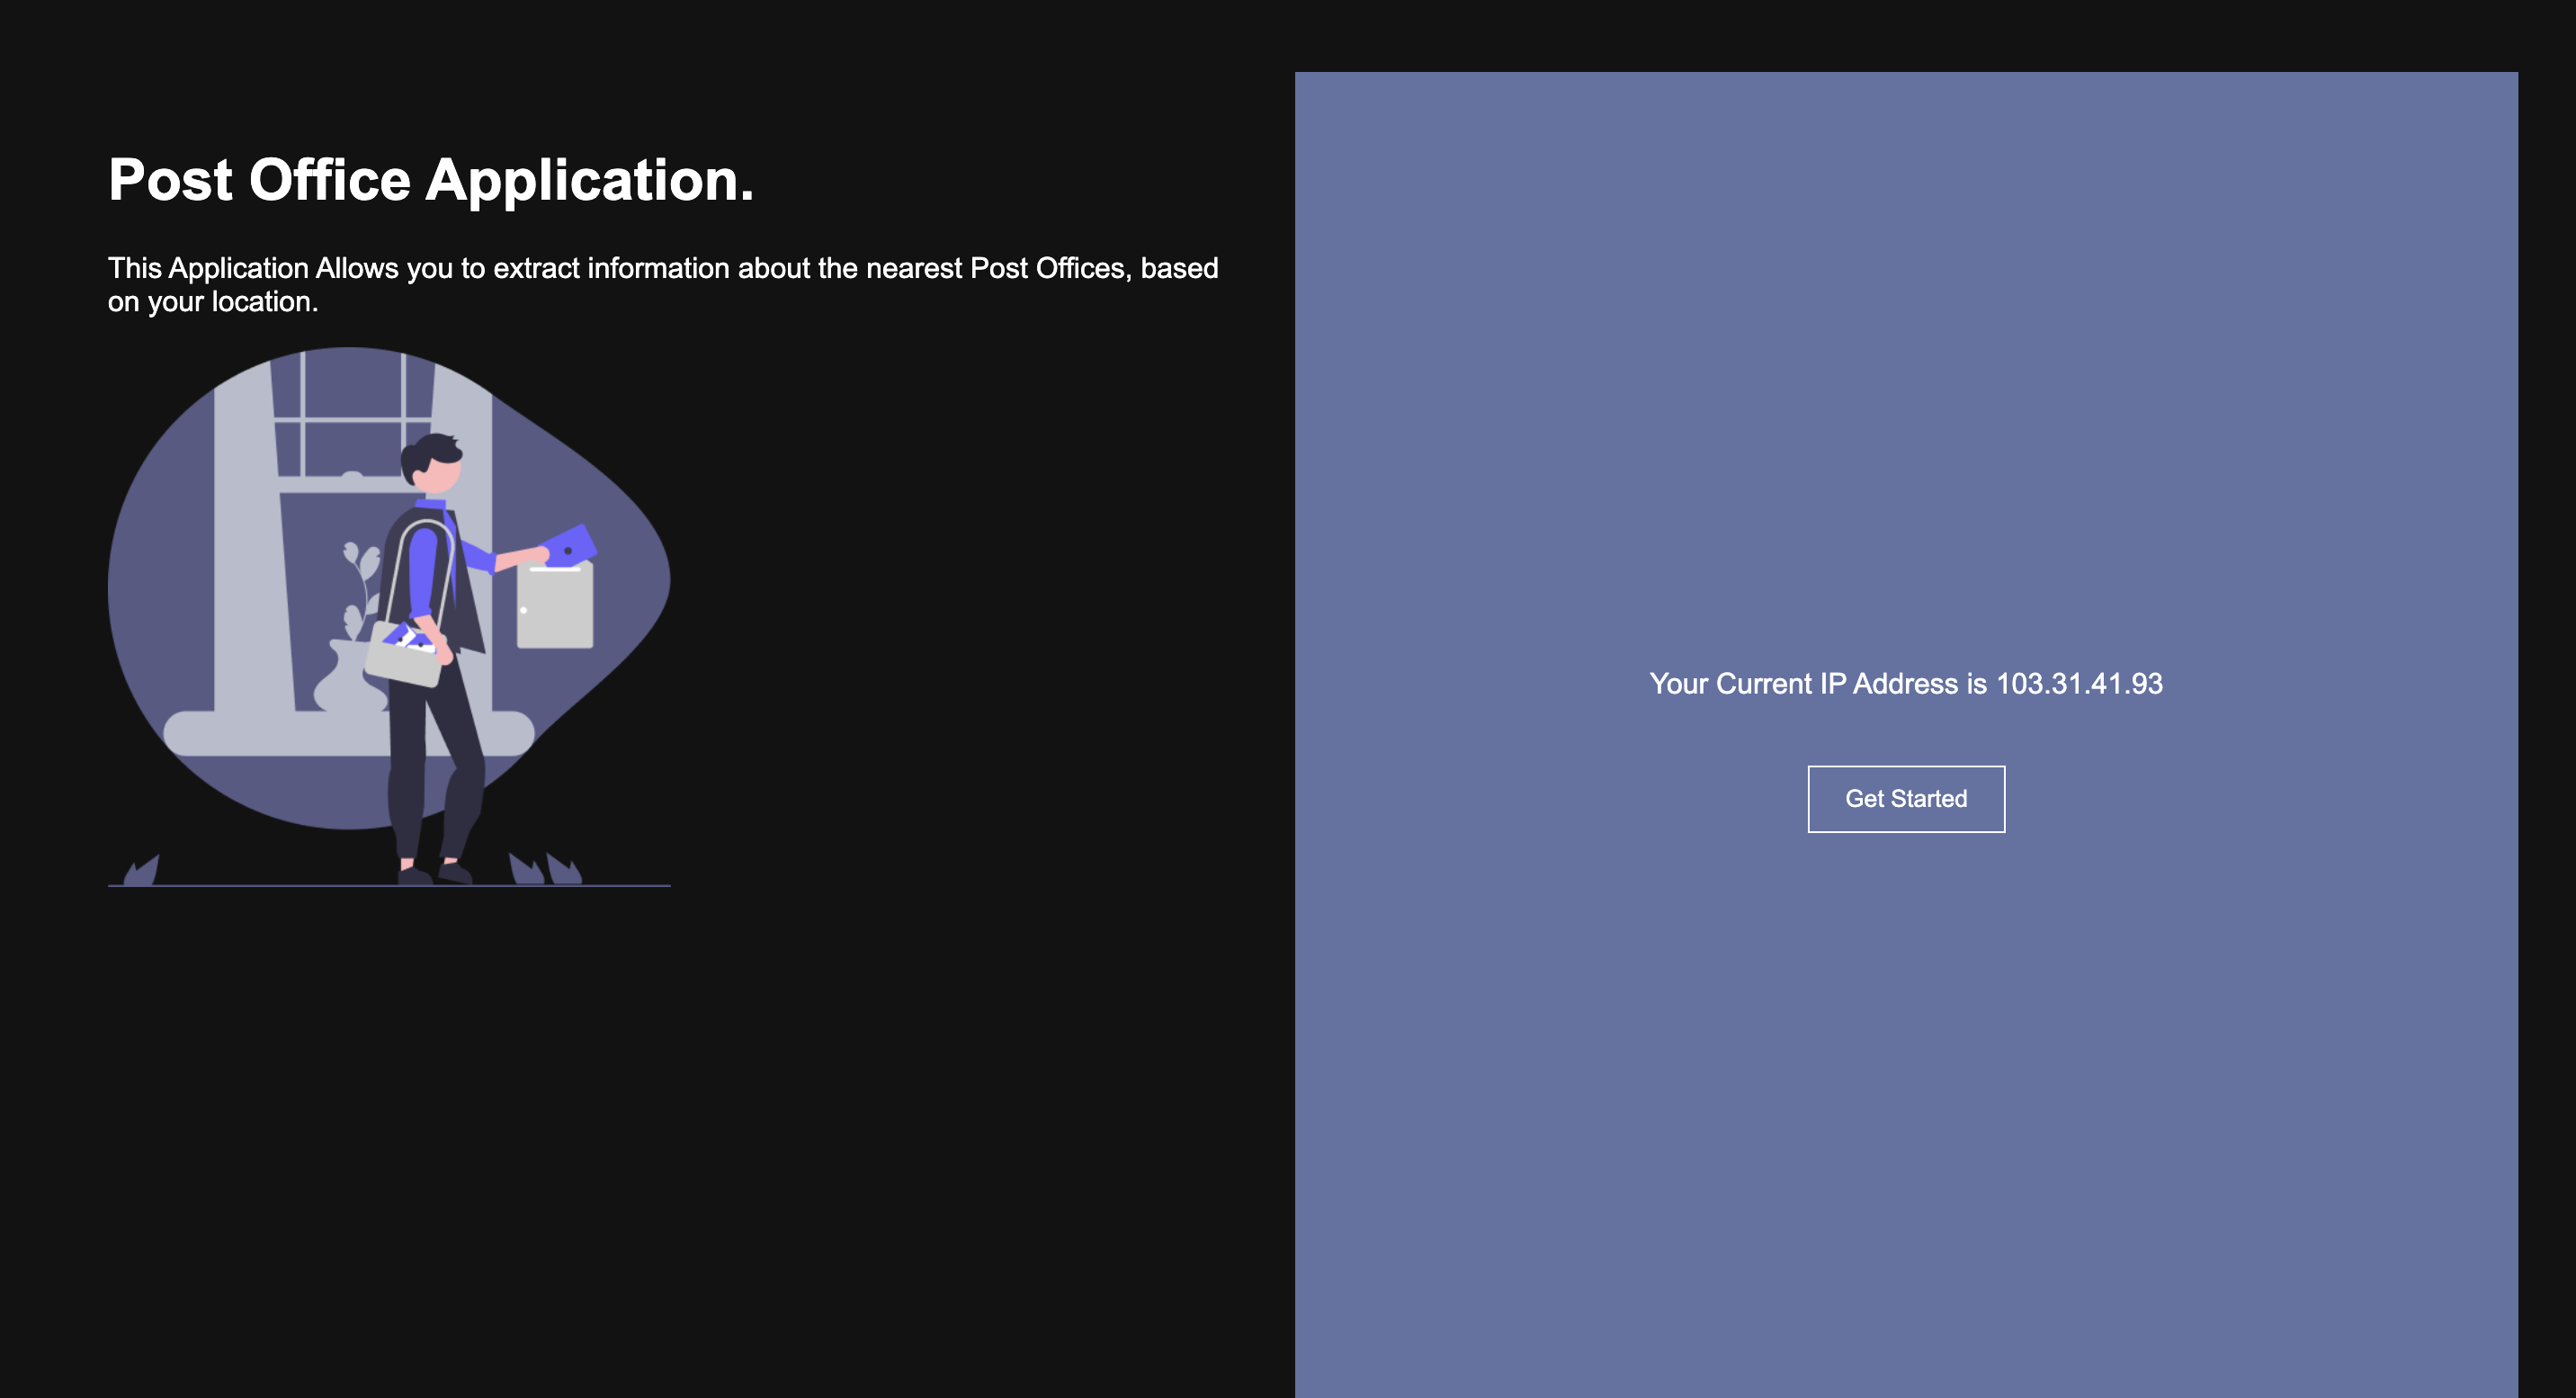 Post Office Application.
This Application Allows you to extract information about the nearest Post Offices, based
on your location.
Your Current IP Address is 103.31.41.93
Get Started